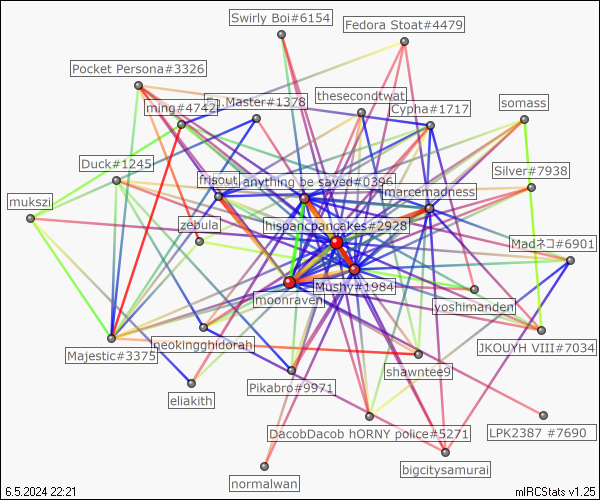 Swirly Boi#6154
Fedora Stoat#4479
Pocket Persona#3326
thesecondtwat
ming#4742
.Master#1378
Cypha#1717
somass
Duck#1245
Silver#7938
frisout
anything be saved#0396
marcemadness
mukszi
zebula
hispancpancakes#2928
Madネコ#6901
Mushy#1984
moonraven
yoshimanden
Majestic#3375
neokingghidorah
JKOUYH VIII#7034
shawntee9
Pikabro#9971
eliakith
DacobDacob hORNY police#5271
LPK2387 #7690
bigcitysamurai
normalwan
6.5.2024 22:21
mIRCStats v1.25